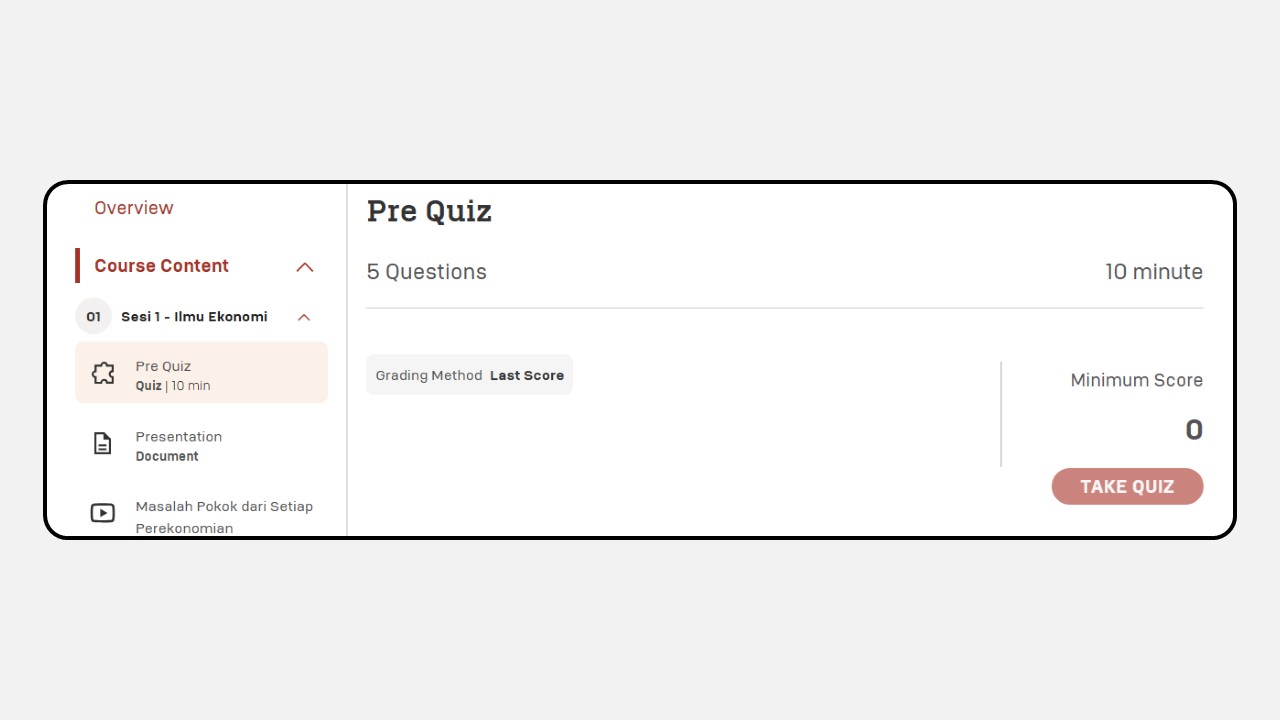 Overview
Course Content
01 Sesi 1 - Ilmu Ekonomi
Pre Quiz
Quiz | 10 min
Presentation
Document
Masalah Pokok dari Setiap
Perekonomian
Pre Quiz
5 Questions
10 minute
Grading Method Last Score
Minimum Score
0
TAKE QUIZ